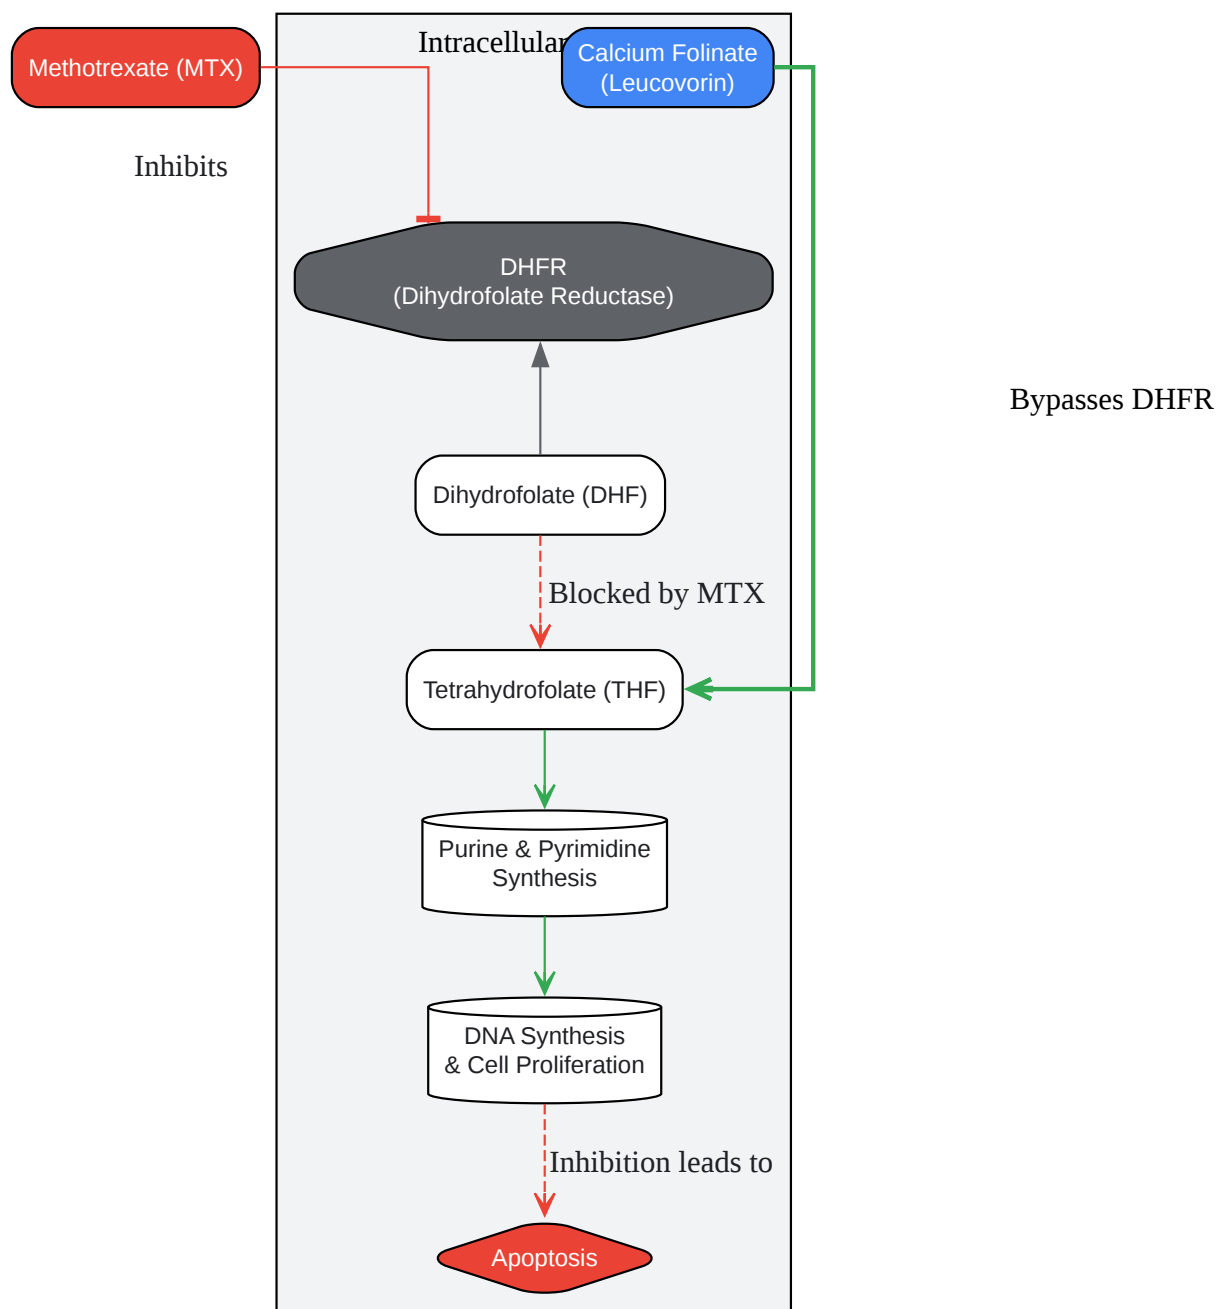 Intracellular
Methotrexate (MTX)
Calcium Folinate
(Leucovorin)
Inhibits
DHFR
(Dihydrofolate Reductase)
Bypasses DHFR
Dihydrofolate (DHF)
Blocked by MTX
Tetrahydrofolate (THF)
Purine & Pyrimidine
Synthesis
DNA Synthesis
& Cell Proliferation
Inhibition leads to
Apoptosis